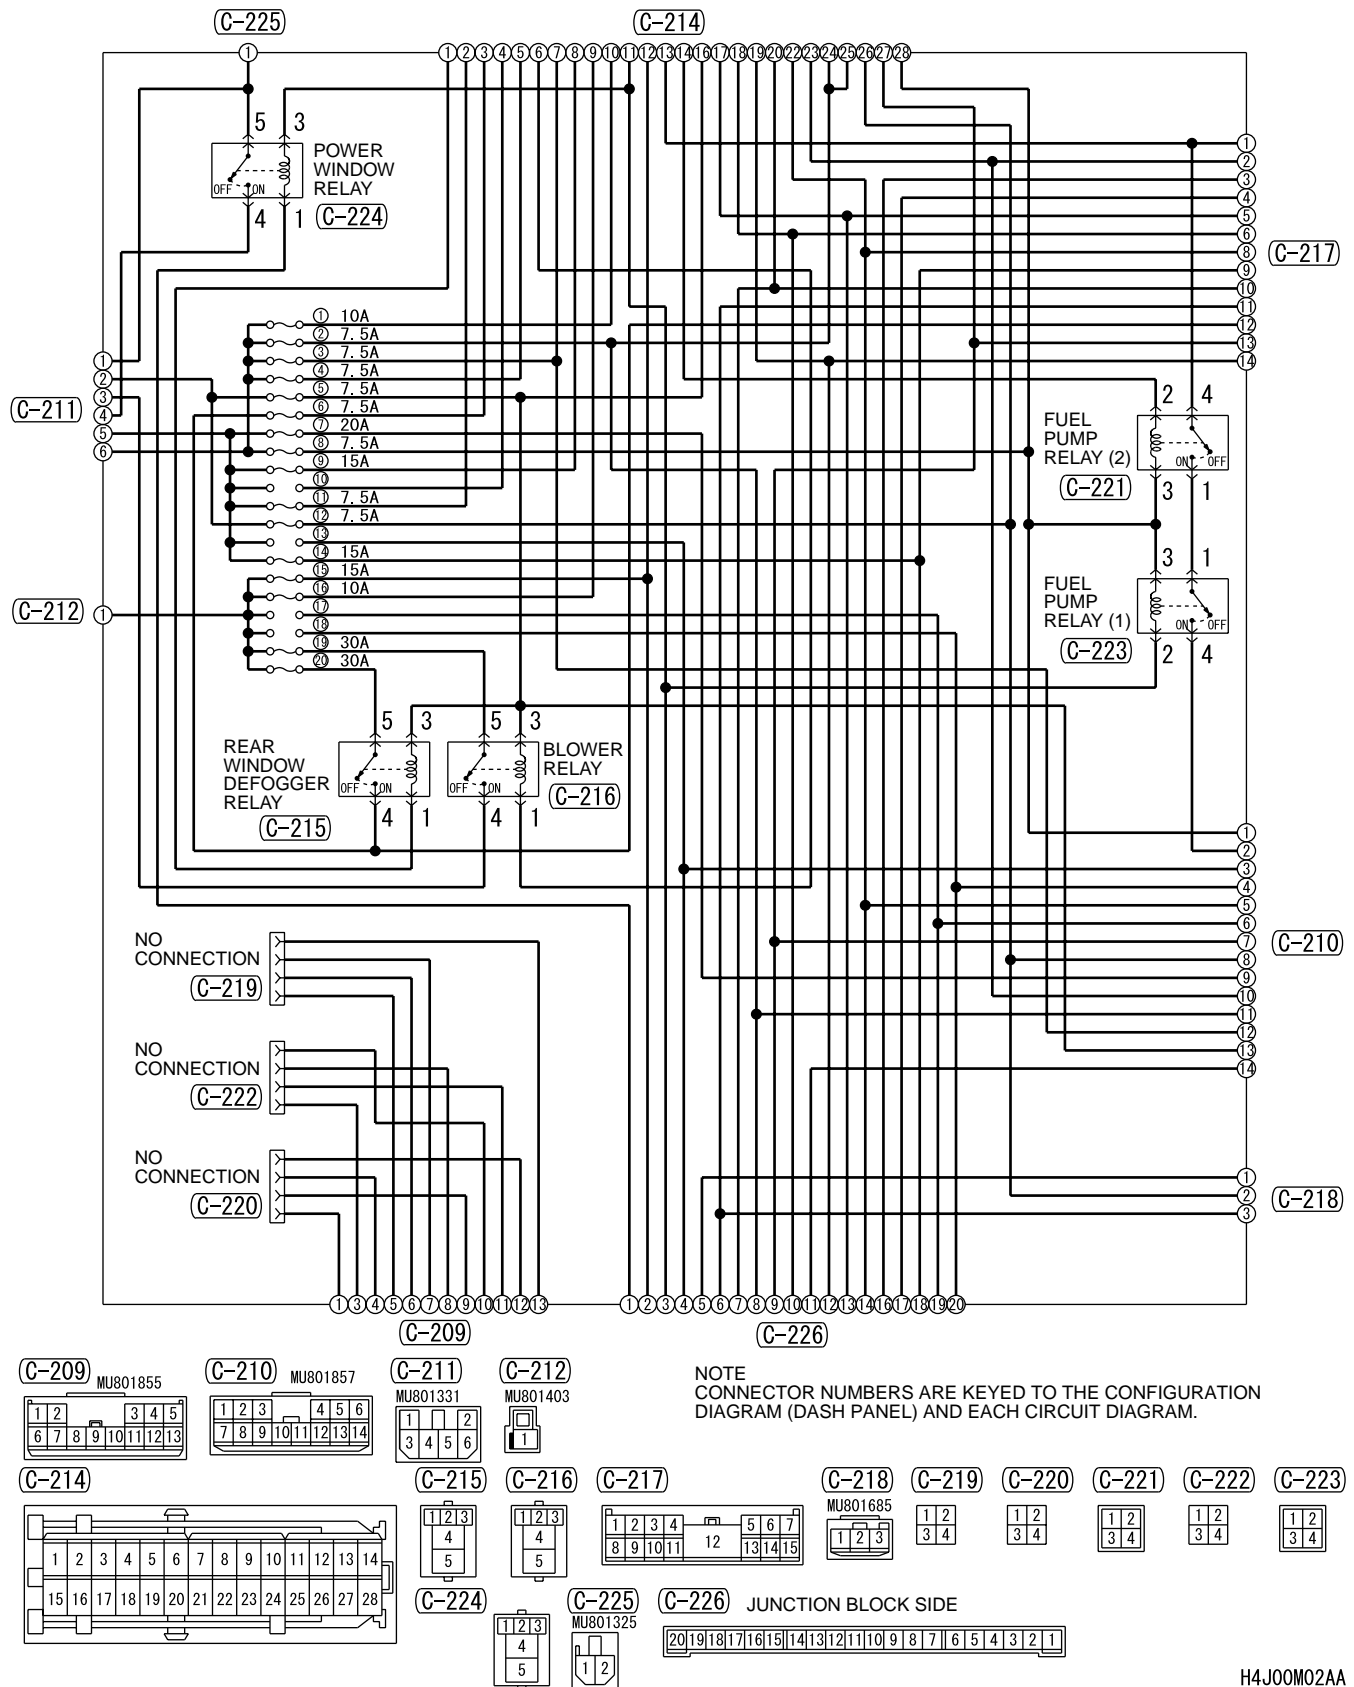 C-225
C-214
1
1 2 3 4 5 6 7 8 9 10 11 12 13 14 16 17 18 19 20 22 23 24 25 26 27 28
5 3
POWER
WINDOW
RELAY
OFF ON
4 1
C-224
1
2
3
4
5
6
8
9
10
11
12
13
14
C-217
1 10A
2 7.5A
3 7.5A
4 7.5A
5 7.5A
6 7.5A
7 20A
8 7.5A
9 15A
10
11 7.5A
12 7.5A
13
14 15A
15 15A
16 10A
17
18
19 30A
20 30A
1
2
3
4
5
6
C-211
C-212
1
2 4
FUEL
PUMP
RELAY (2)
ON OFF
C-221
3 1
3 1
FUEL
PUMP
RELAY (1)
ON OFF
C-223
2 4
5 3
REAR
WINDOW
DEFOGGER
RELAY
OFF ON
4 1
C-215
5 3
BLOWER
RELAY
OFF ON
C-216
4 1
1
2
3
4
5
6
7
8
9
10
11
12
13
14
C-210
NO
CONNECTION
C-219
NO
CONNECTION
C-222
NO
CONNECTION
C-220
1
2
3
C-218
1 3 4 5 6 7 8 9 10 11 12 13
C-209
1 2 3 4 5 6 7 8 9 10 11 12 13 14 16 17 18 19 20
C-226
NOTE
CONNECTOR NUMBERS ARE KEYED TO THE CONFIGURATION
DIAGRAM (DASH PANEL) AND EACH CIRCUIT DIAGRAM.
C-209 MU801855
1 2 3 4 5
6 7 8 9 10 11 12 13
C-210 MU801857
1 2 3 4 5 6
7 8 9 10 11 12 13 14
C-211
MU801331
1 2
3 4 5 6
C-212
MU801403
1
C-214
1 2 3 4 5 6 7 8 9 10 11 12 13 14
15 16 17 18 19 20 21 22 23 24 25 26 27 28
C-215
1 2 3
4
5
C-216
1 2 3
4
5
C-217
1 2 3 4 5 6 7
8 9 10 11 12 13 14 15
C-218
MU801685
1 2 3
C-219
1 2
3 4
C-220
1 2
3 4
C-221
1 2
3 4
C-222
1 2
3 4
C-223
1 2
3 4
C-224
1 2 3
4
5
C-225
MU801325
1 2
C-226 JUNCTION BLOCK SIDE
20 19 18 17 16 15 14 13 12 11 10 9 8 7 6 5 4 3 2 1
H4J00M02AA